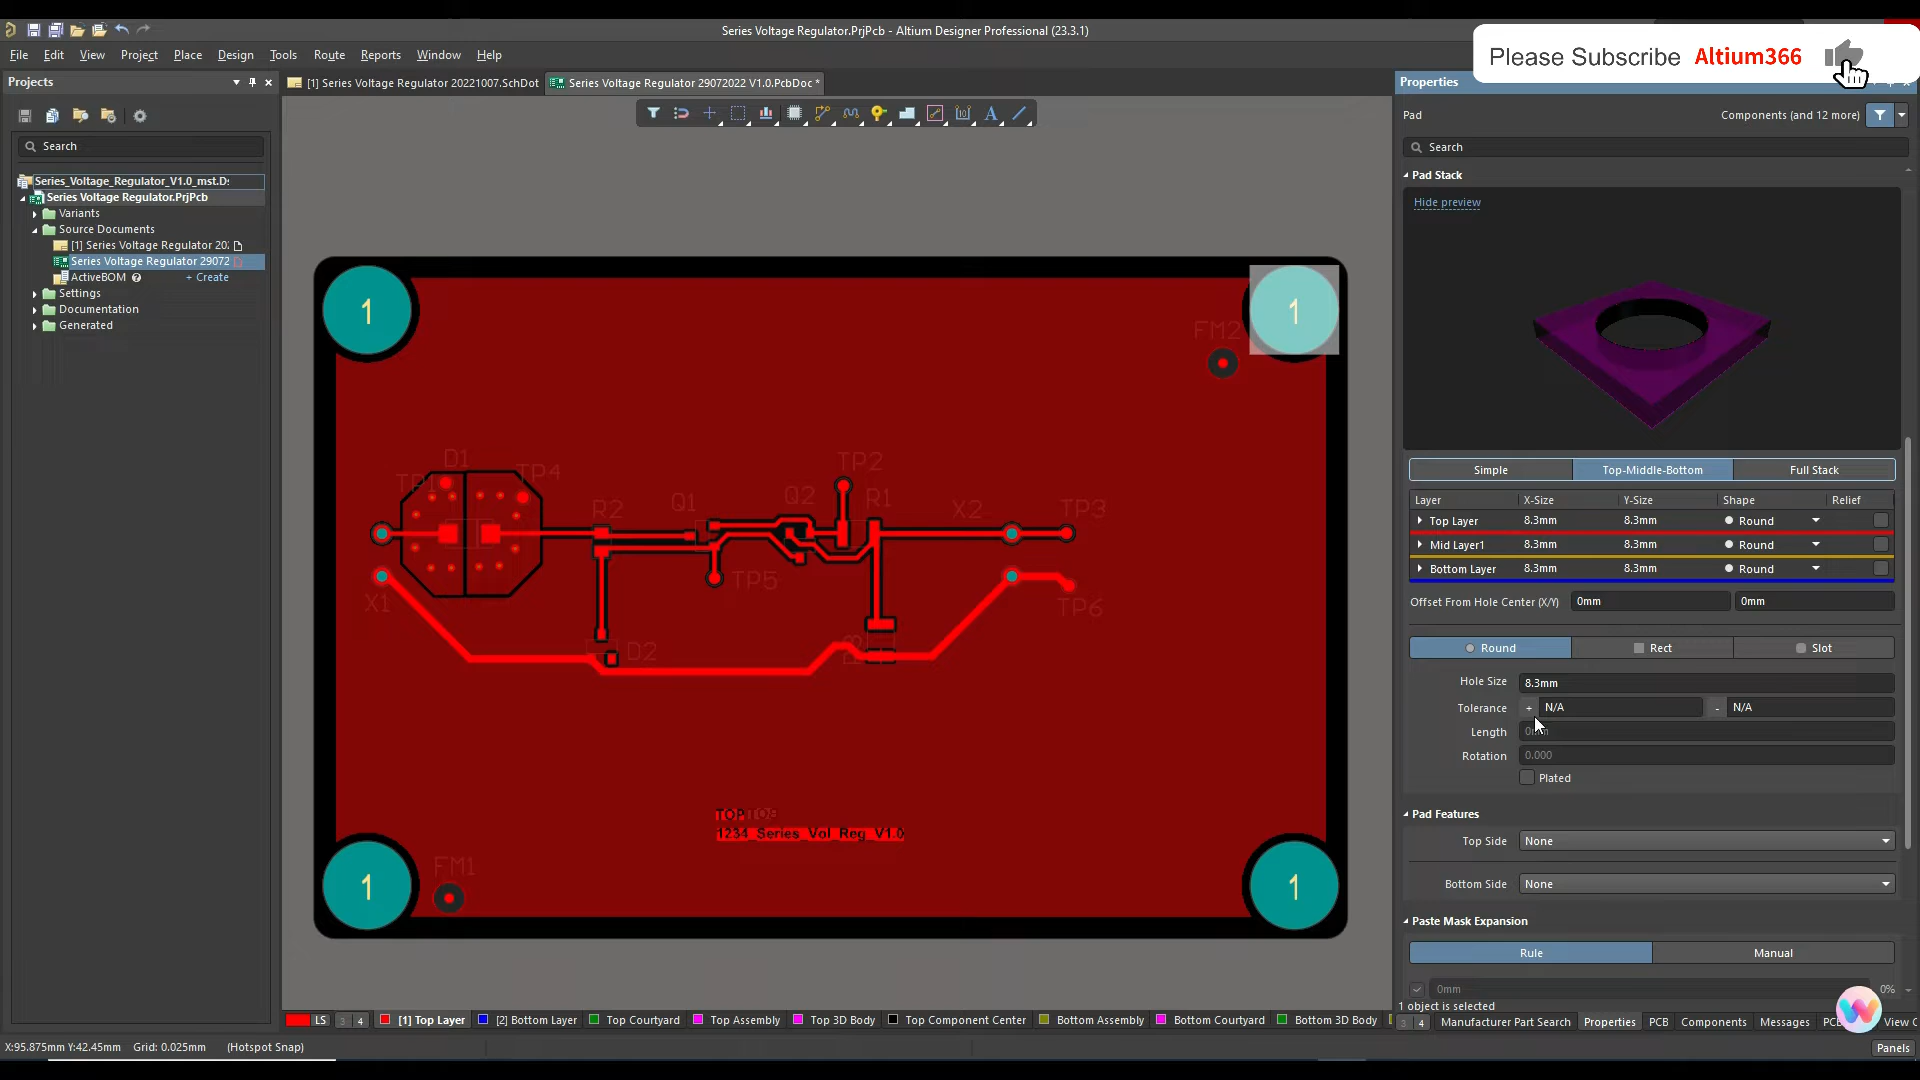 Series Voltage Regulator.PrjPcb - Altium Designer Professional (23.3.1)
File Edit View Project Place Design Tools Route Reports Window Help
Please Subscribe Altium366
Projects
[1] Series Voltage Regulator 20221007.SchDot
Series Voltage Regulator 29072022 V1.0.PcbDoc *
Properties
Pad
Components (and 12 more)
Search
Search
Series_Voltage_Regulator_V1.0_mst.D
Series Voltage Regulator.PrjPcb
Variants
Source Documents
[1] Series Voltage Regulator 20
Series Voltage Regulator 29072
ActiveBOM + Create
Settings
Documentation
Generated
1
1
FM2
D1
TP1
TP4
R2
Q1
Q2
TP2
R1
X2
TP3
TP5
X1
TP6
D2
TOP
1234_Series_Vol_Reg_V1.0
FM1
1
1
Pad Stack
Hide preview
Simple Top-Middle-Bottom Full Stack
Layer X-Size Y-Size Shape Relief
Top Layer 8.3mm 8.3mm Round
Mid Layer1 8.3mm 8.3mm Round
Bottom Layer 8.3mm 8.3mm Round
Offset From Hole Center (X/Y) 0mm 0mm
Round Rect Slot
Hole Size 8.3mm
Tolerance + N/A - N/A
Length
Rotation 0.000
Plated
Pad Features
Top Side None
Bottom Side None
Paste Mask Expansion
Rule Manual
0mm 0%
1 object is selected
LS 3 4 [1] Top Layer [2] Bottom Layer Top Courtyard Top Assembly Top 3D Body Top Component Center Bottom Assembly Bottom Courtyard Bottom 3D Body
3 4 Manufacturer Part Search Properties PCB Components Messages View
X:95.875mm Y:42.45mm Grid: 0.025mm (Hotspot Snap)
Panels